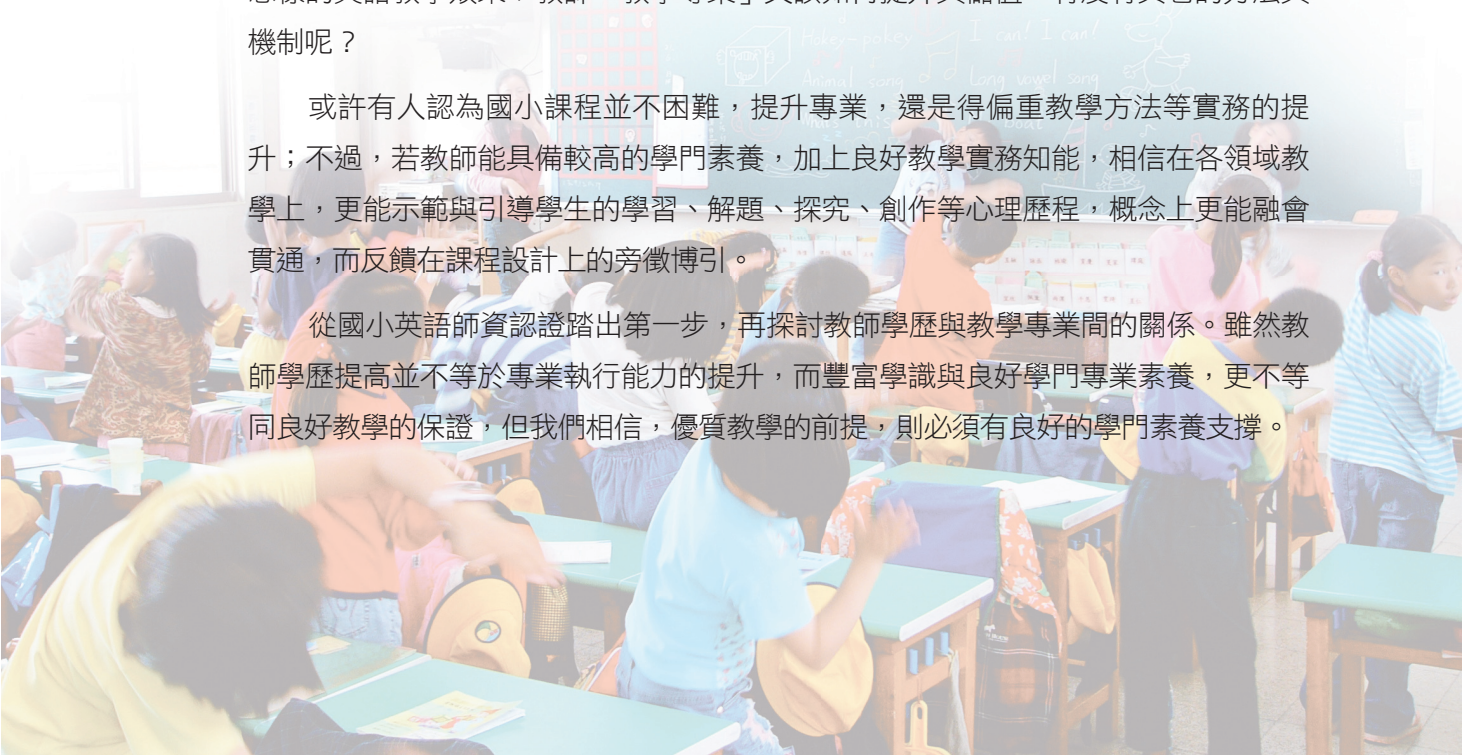 機制呢？
或許有人認為國小課程並不困難，提升專業，還是得偏重教學方法等實務的提
升；不過，若教師能具備較高的學門素養，加上良好教學實務知能，相信在各領域教
學上，更能示範與引導學生的學習、解題、探究、創作等心理歷程，概念上更能融會
貫通，而反饋在課程設計上的旁徵博引。
從國小英語師資認證踏出第一步，再探討教師學歷與教學專業間的關係。雖然教
師學歷提高並不等於專業執行能力的提升，而豐富學識與良好學門專業素養，更不等
同良好教學的保證，但我們相信，優質教學的前提，則必須有良好的學門素養支撐。
Hokey-pokey
I can! I can!
Animal song
Long vowel song